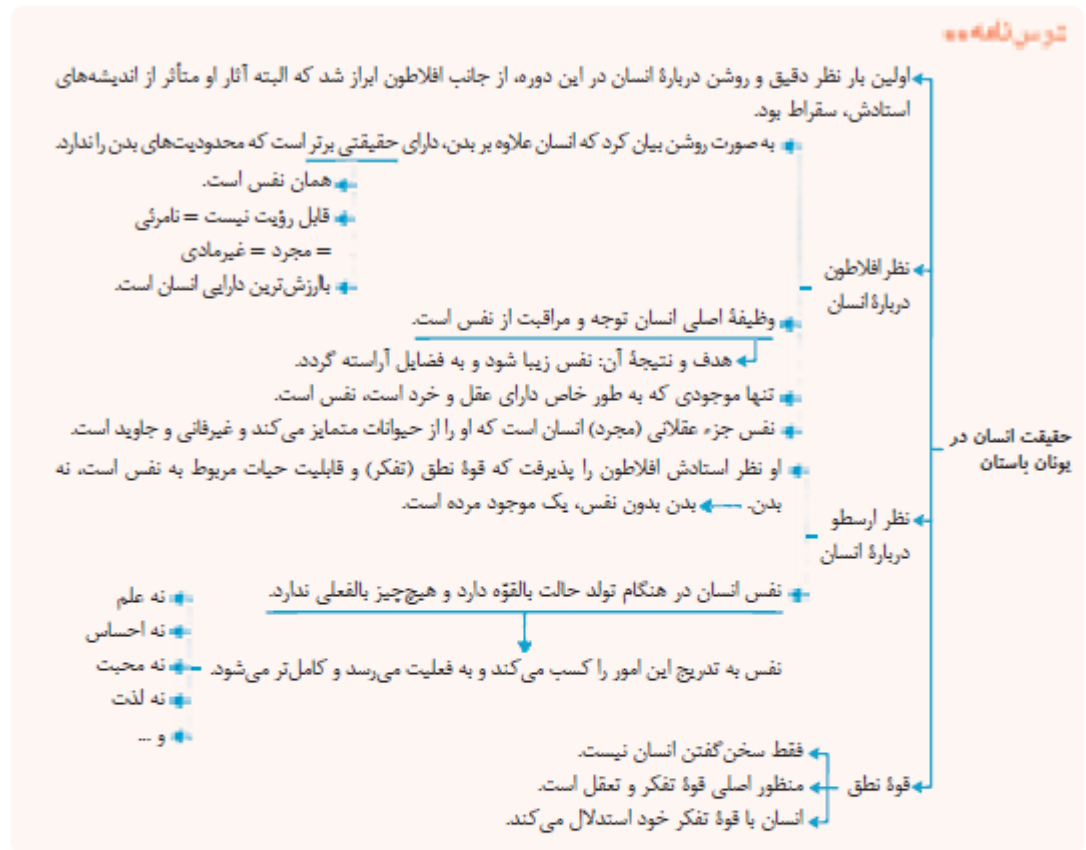 درس‌نامه
اولین بار نظر دقیق و روشن دربارهٔ انسان در این دوره، از جانب افلاطون ابراز شد که البته آثار او متأثر از اندیشه‌های
استادش، سقراط بود.
به صورت روشن بیان کرد که انسان علاوه بر بدن، دارای حقیقتی برتر است که محدودیت‌های بدن را ندارد.
همان نفس است.
قابل رؤیت نیست = نامرئی
= مجرد = غیرمادی
باارزش‌ترین دارایی انسان است.
نظر افلاطون
دربارهٔ انسان
وظیفهٔ اصلی انسان توجه و مراقبت از نفس است.
هدف و نتیجهٔ آن: نفس زیبا شود و به فضایل آراسته گردد.
تنها موجودی که به طور خاص دارای عقل و خرد است، نفس است.
نفس جزء عقلانی (مجرد) انسان است که او را از حیوانات متمایز می‌کند و غیرفانی و جاوید است.
حقیقت انسان در
یونان باستان
او نظر استادش افلاطون را پذیرفت که قوهٔ نطق (تفکر) و قابلیت حیات مربوط به نفس است، نه
بدن. بدن بدون نفس، یک موجود مرده است.
نظر ارسطو
دربارهٔ انسان
نفس انسان در هنگام تولد حالت بالقوّه دارد و هیچ‌چیز بالفعلی ندارد.
نفس به تدریج این امور را کسب می‌کند و به فعلیت می‌رسد و کامل‌تر می‌شود.
نه علم
نه احساس
نه محبت
نه لذت
و ...
قوهٔ نطق
فقط سخن‌گفتن انسان نیست.
منظور اصلی قوهٔ تفکر و تعقل است.
انسان با قوهٔ تفکر خود استدلال می‌کند.